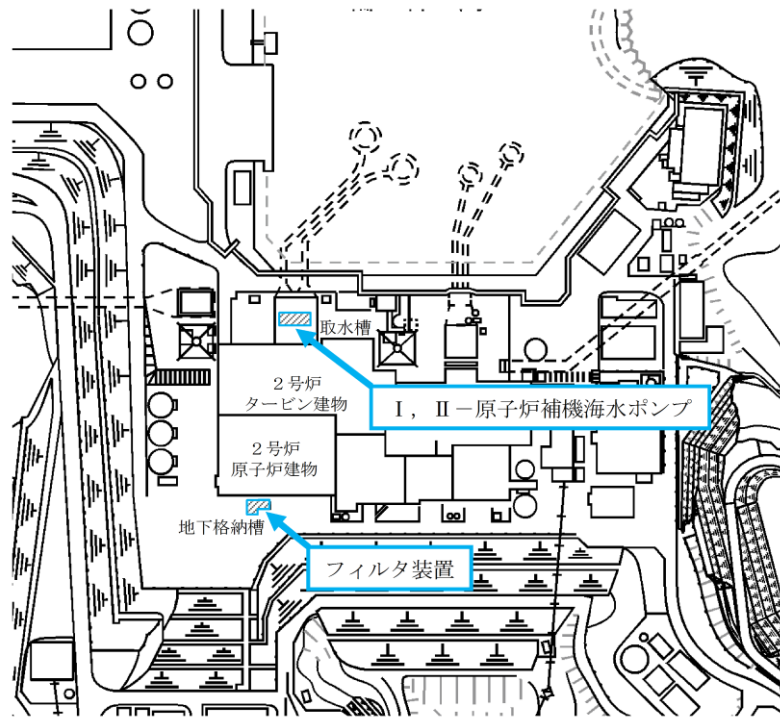 取水槽
2号炉
タービン建物
Ⅰ，Ⅱ－原子炉補機海水ポンプ
2号炉
原子炉建物
地下格納槽
フィルタ装置